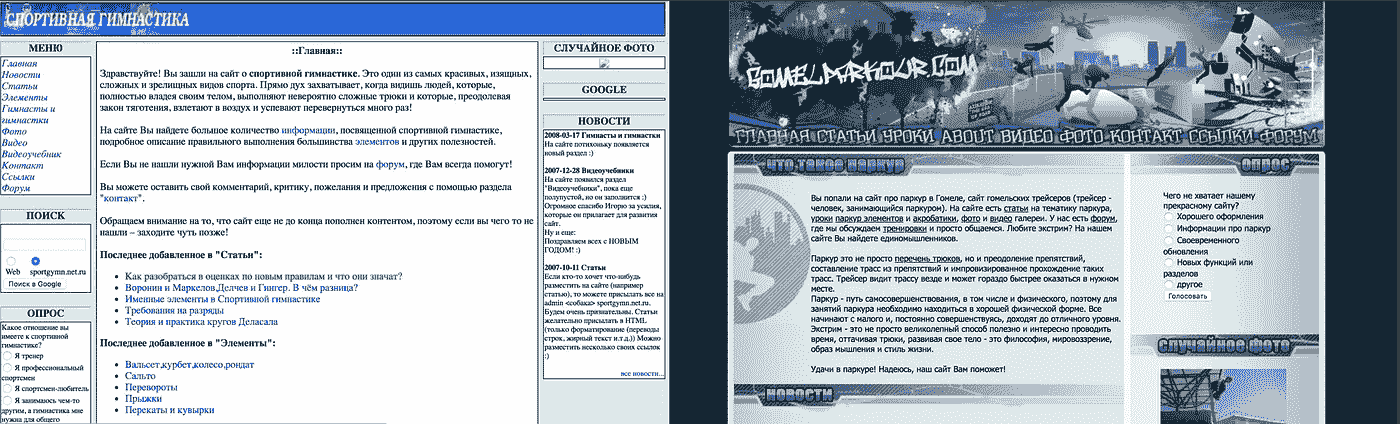 СПОРТИВНАЯ ГИМНАСТИКА
МЕНЮ
Главная
Новости
Статьи
Элементы
Гимнасты и
гимнастки
Фото
Видео
Видеоучебник
Контакт
Ссылки
Форум
ПОИСК
Web
sportgymn.net.ru
Поиск в Google
ОПРОС
Какое отношение вы
имеете к спортивной
гимнастике?
Я тренер
Я профессиональный
спортсмен
Я спортсмен-любитель
Я занимаюсь чем-то
другим, а гимнастика мне
нужна для общего
::Главная::
Здравствуйте! Вы зашли на сайт о спортивной гимнастике. Это один из самых красивых, изящных,
сложных и зрелищных видов спорта. Прямо дух захватывает, когда видишь людей, которые,
полностью владея своим телом, выполняют невероятно сложные трюки и которые, преодолевая
закон тяготения, взлетают в воздух и успевают перевернуться много раз!
На сайте Вы найдете большое количество информации, посвященной спортивной гимнастике,
подробное описание правильного выполнения большинства элементов и других полезностей.
Если Вы не нашли нужной Вам информации милости просим на форум, где Вам всегда помогут!
Вы можете оставить свой комментарий, критику, пожелания и предложения с помощью раздела
"контакт".
Обращаем внимание на то, что сайт еще не до конца пополнен контентом, поэтому если вы чего то не
нашли – заходите чуть позже!
Последнее добавленное в "Статьи":
Как разобраться в оценках по новым правилам и что они значат?
Воронин и Маркелов,Делчев и Гингер. В чём разница?
Именные элементы в Спортивной гимнастике
Требования на разряды
Теория и практика кругов Деласала
Последнее добавленное в "Элементы":
Вальсет,курбет,колесо,рондат
Сальто
Перевороты
Прыжки
Перекаты и кувырки
СЛУЧАЙНОЕ ФОТО
GOOGLE
НОВОСТИ
2008-03-17 Гимнасты и гимнастки
На сайте потихоньку появляется
новый раздел :)
2007-12-28 Видеоучебники
На сайте появился раздел
"Видеоучебники", пока еще
полупустой, но он заполнится :)
Огромное спасибо Игорю за усилия,
которые он прилагает для развития
сайт.
Ну и еще:
Поздравляем всех с НОВЫМ
ГОДОМ! :)
2007-10-11 Статьи
Если кто-то хочет что-нибудь
разместить на сайте (например
статью), то можете присылать все на
admin <собака> sportgymn.net.ru.
Будем очень признательны. Статьи
желательно присылать в HTML
(только форматирование (переводы
строк, жирный текст и.т.д.)) Можно
разместить несколько своих ссылок
:)
все новости...
GOMELPARKOUR.COM
ГЛАВНАЯ СТАТЬИ УРОКИ ABOUT ВИДЕО ФОТО КОНТАКТ ССЫЛКИ ФОРУМ
что такое паркур
Вы попали на сайт про паркур в Гомеле, сайт гомельских трейсеров (трейсер -
человек, занимающийся паркуром). На сайте есть статьи на тематику паркура,
уроки паркур элементов и акробатики, фото и видео галереи. У нас есть форум,
где мы обсуждаем тренировки и просто общаемся. Любите экстрим? На нашем
сайте Вы найдете единомышленников.
Паркур это не просто перечень трюков, но и преодоление препятствий,
составление трасс из препятствий и импровизированное прохождение таких
трасс. Трейсер видит трассу везде и может гораздо быстрее оказаться в нужном
месте.
Паркур - путь самосовершенствования, в том числе и физического, поэтому для
занятий паркура необходимо находиться в хорошей физической форме. Все
начинают с малого и, постоянно совершенствуясь, доходят до отличного уровня.
Экстрим - это не просто великолепный способ полезно и интересно проводить
время, оттачивая трюки, развивая свое тело - это философия, мировоззрение,
образ мышления и стиль жизни.
Удачи в паркуре! Надеюсь, наш сайт Вам поможет!
новости
опрос
Чего не хватает нашему
прекрасному сайту?
Хорошего оформления
Информации про паркур
Своевременного
обновления
Новых функций или
разделов
другое
Голосовать
случайное фото